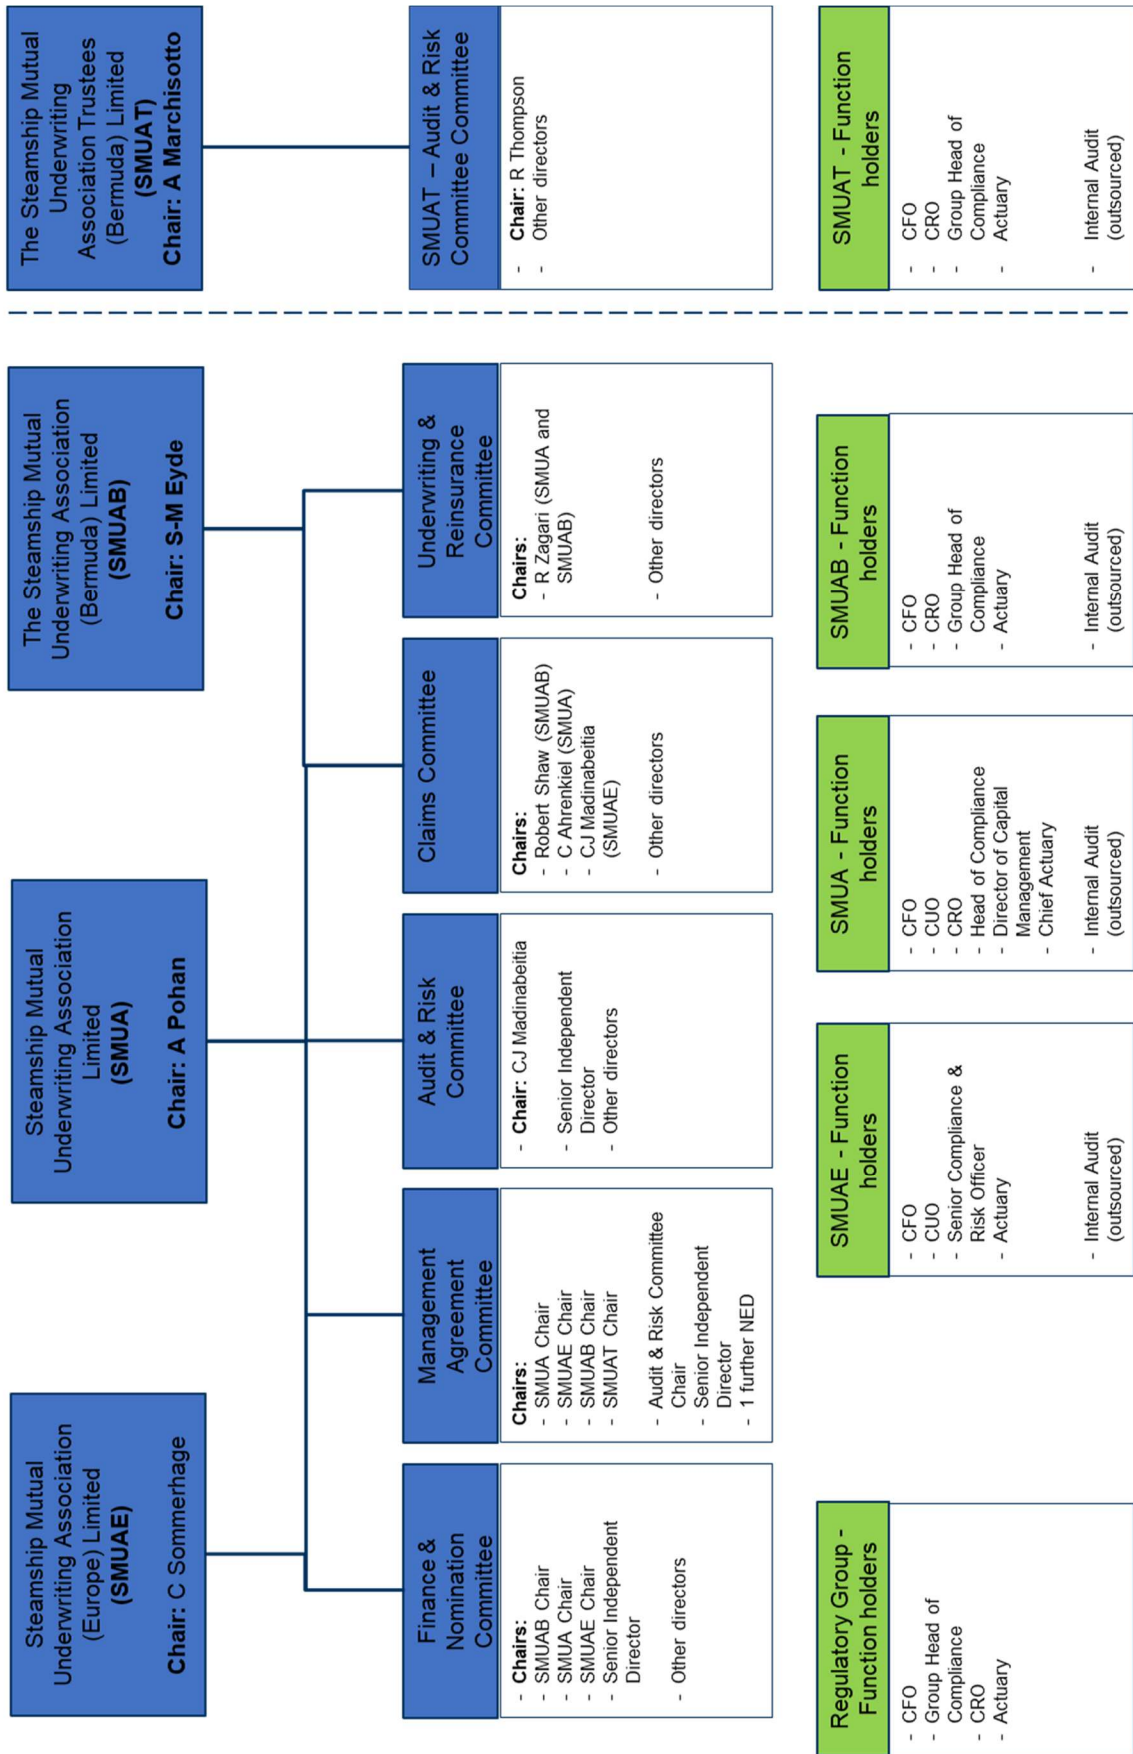 Steamship Mutual
Underwriting Association
(Europe) Limited
(SMUAE)
Chair: C Sommerhage
Steamship Mutual
Underwriting Association
Limited
(SMUA)
Chair: A Pohan
The Steamship Mutual
Underwriting Association
(Bermuda) Limited
(SMUAB)
Chair: S-M Eyde
The Steamship Mutual
Underwriting
Association Trustees
(Bermuda) Limited
(SMUAT)
Chair: A Marchisotto
Finance &
Nomination
Committee
- Chairs:
- SMUAB Chair
- SMUA Chair
- SMUAE Chair
- Senior Independent
Director
- Other directors
Management
Agreement
Committee
Chairs:
- SMUA Chair
- SMUAE Chair
- SMUAB Chair
- SMUAT Chair
- Audit & Risk Committee
Chair
- Senior Independent
Director
- 1 further NED
Audit & Risk
Committee
- Chair: CJ Madinabeitia
- Senior Independent
Director
- Other directors
Claims Committee
Chairs:
- Robert Shaw (SMUAB)
- C Ahrenkiel (SMUA)
- CJ Madinabeitia
(SMUAE)
- Other directors
Underwriting &
Reinsurance
Committee
Chairs:
- R Zagari (SMUA and
SMUAB)
- Other directors
SMUAT – Audit & Risk
Committee Committee
- Chair: R Thompson
- Other directors
Regulatory Group -
Function holders
- CFO
- Group Head of
Compliance
- CRO
- Actuary
SMUAE - Function
holders
- CFO
- CUO
- Senior Compliance &
Risk Officer
- Actuary
- Internal Audit
(outsourced)
SMUA - Function
holders
- CFO
- CUO
- CRO
- Head of Compliance
- Director of Capital
Management
- Chief Actuary
- Internal Audit
(outsourced)
SMUAB - Function
holders
- CFO
- CRO
- Group Head of
Compliance
- Actuary
- Internal Audit
(outsourced)
SMUAT - Function
holders
- CFO
- CRO
- Group Head of
Compliance
- Actuary
- Internal Audit
(outsourced)